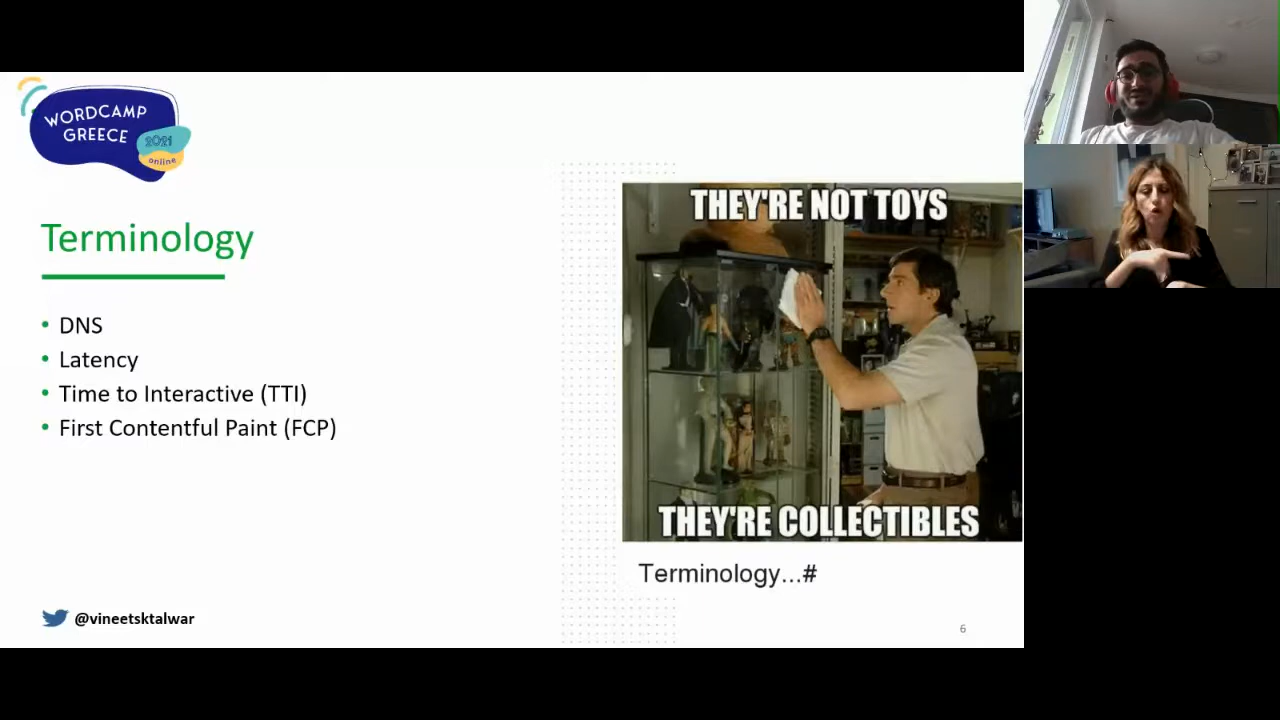 WORDCAMP
GREECE
2021
online
Terminology
• DNS
• Latency
• Time to Interactive (TTI)
• First Contentful Paint (FCP)
THEY'RE NOT TOYS
THEY'RE COLLECTIBLES
Terminology...#
@vineetsktalwar
6